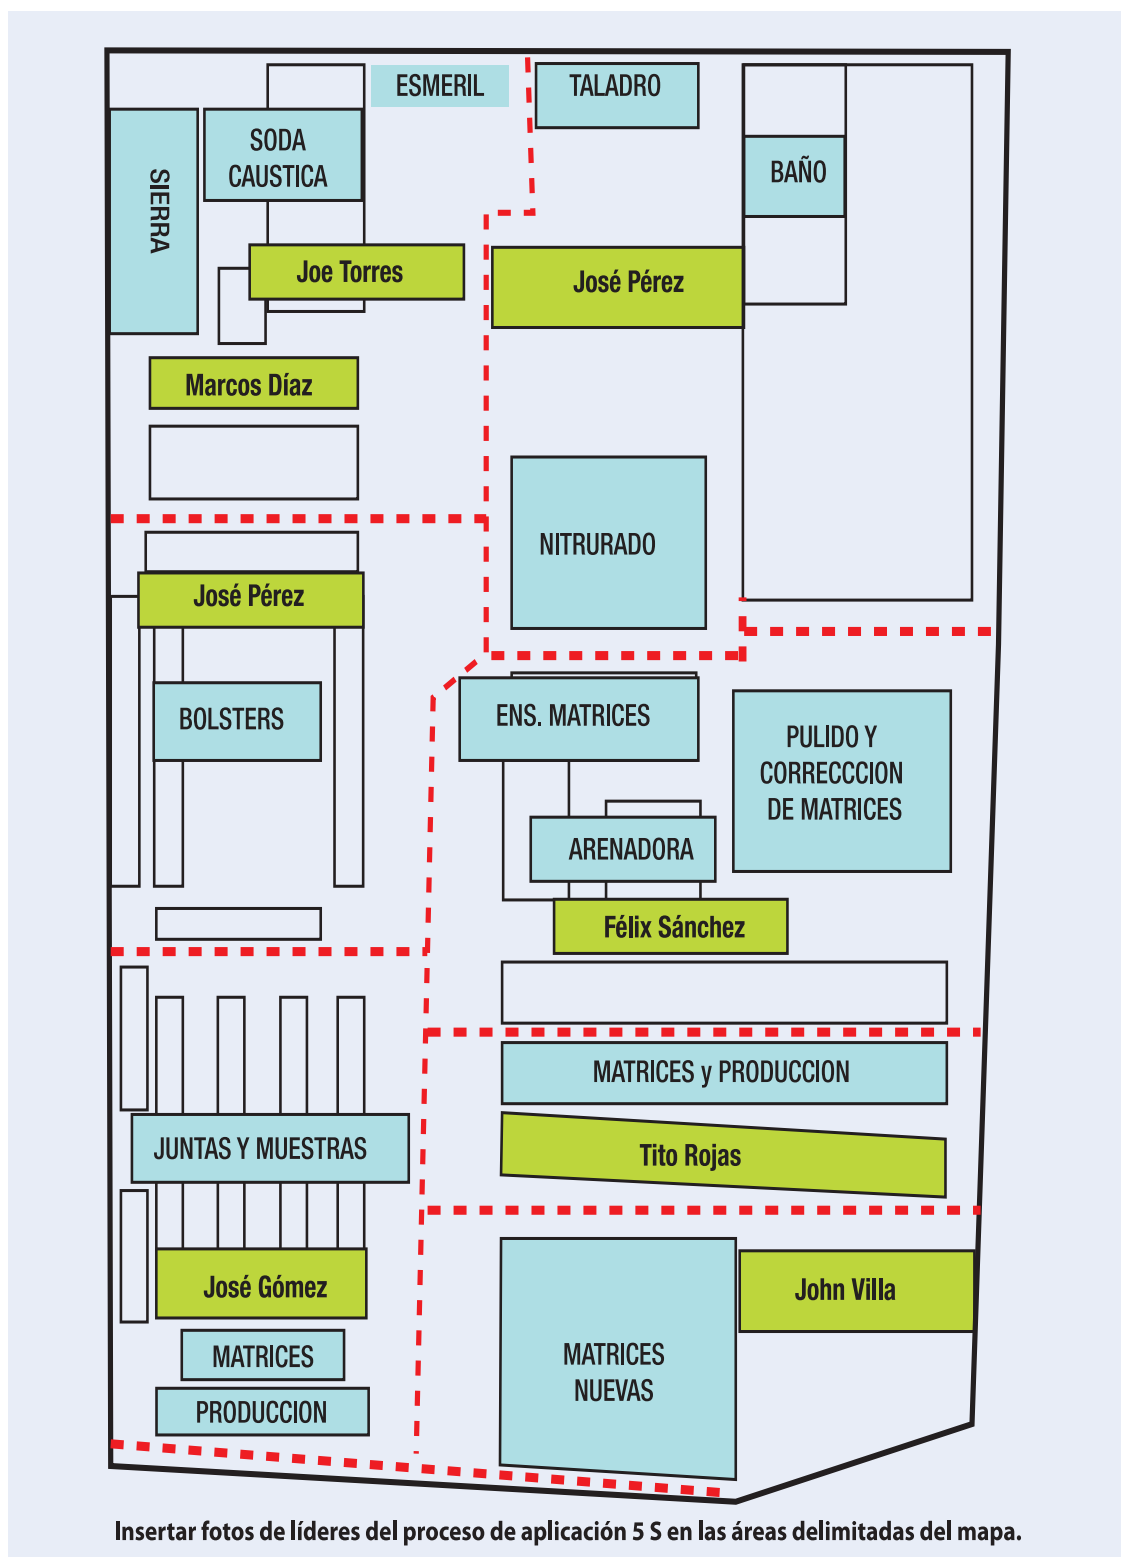 ESMERIL
TALADRO
SODA
CAUSTICA
SIERRA
BAÑO
Joe Torres
José Pérez
Marcos Díaz
NITRURADO
José Pérez
BOLSTERS
ENS. MATRICES
PULIDO Y
CORRECCCION
DE MATRICES
ARENADORA
Félix Sánchez
MATRICES y PRODUCCION
JUNTAS Y MUESTRAS
Tito Rojas
José Gómez
John Villa
MATRICES
PRODUCCION
MATRICES
NUEVAS
Insertar fotos de líderes del proceso de aplicación 5 S en las áreas delimitadas del mapa.